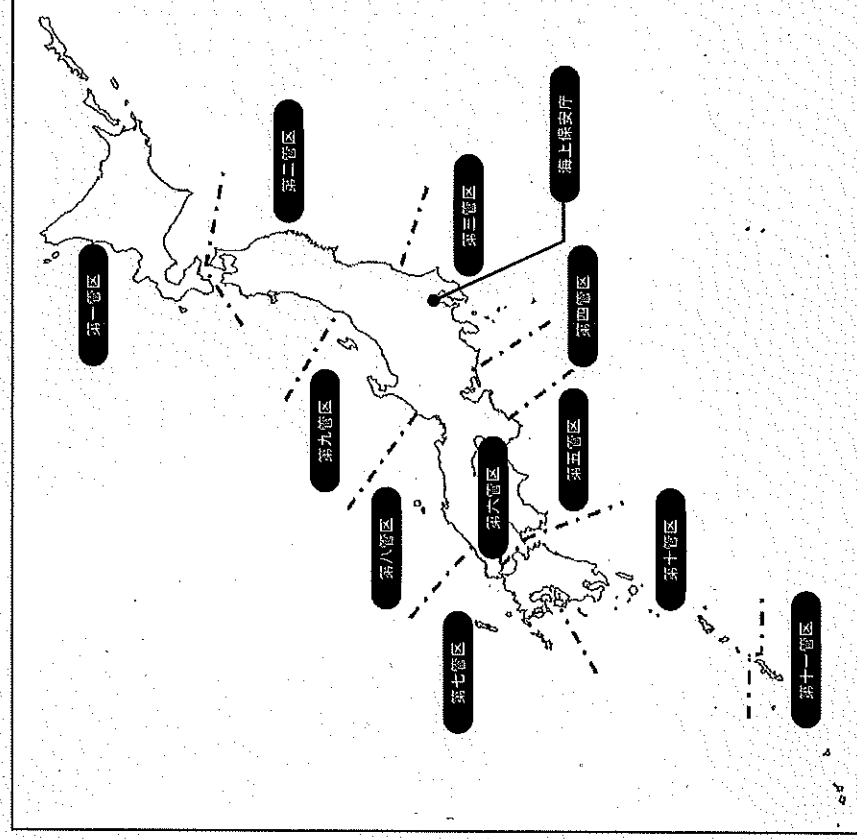 第一管区
第二管区
第三管区
海上保安庁
第四管区
第五管区
第六管区
第七管区
第八管区
第九管区
第十管区
第十一管区